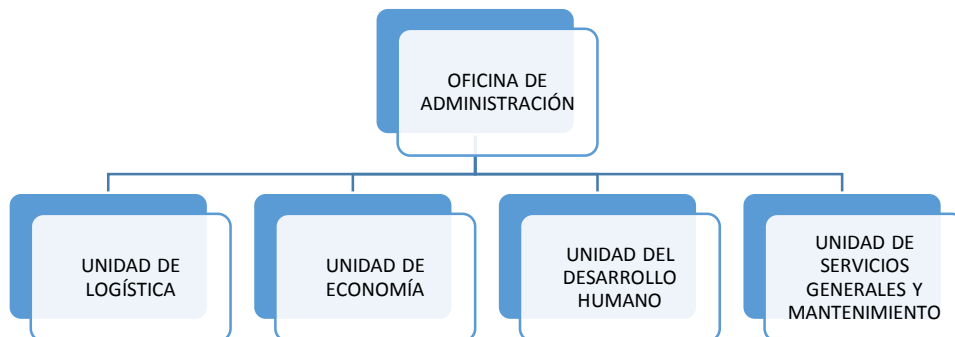 OFICINA DE
ADMINISTRACIÓN
UNIDAD DE
LOGÍSTICA
UNIDAD DE
ECONOMÍA
UNIDAD DEL
DESARROLLO
HUMANO
UNIDAD DE
SERVICIOS
GENERALES Y
MANTENIMIENTO